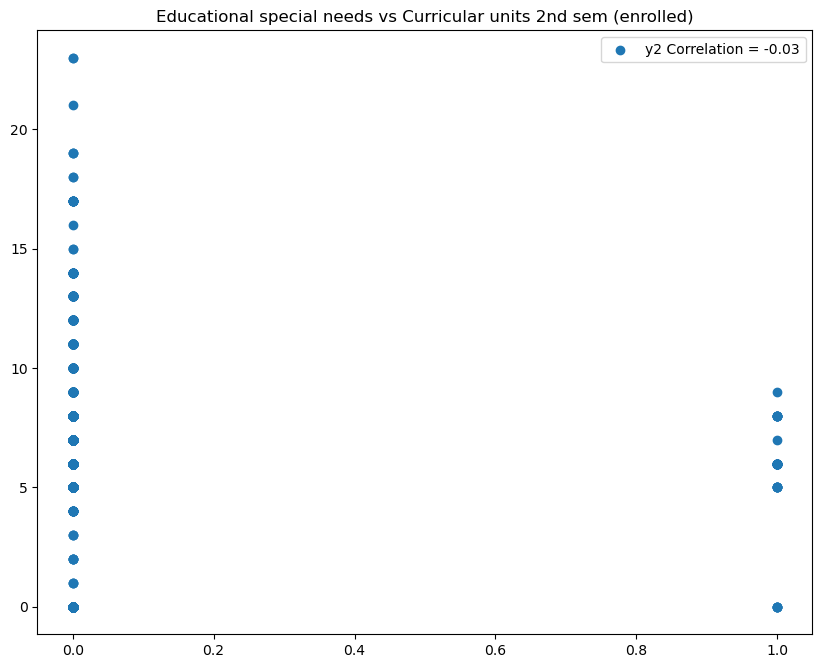 Educational special needs vs Curricular units 2nd sem (enrolled)
y2 Correlation = -0.03
20
15
10
5
0
0.0 0.2 0.4 0.6 0.8 1.0